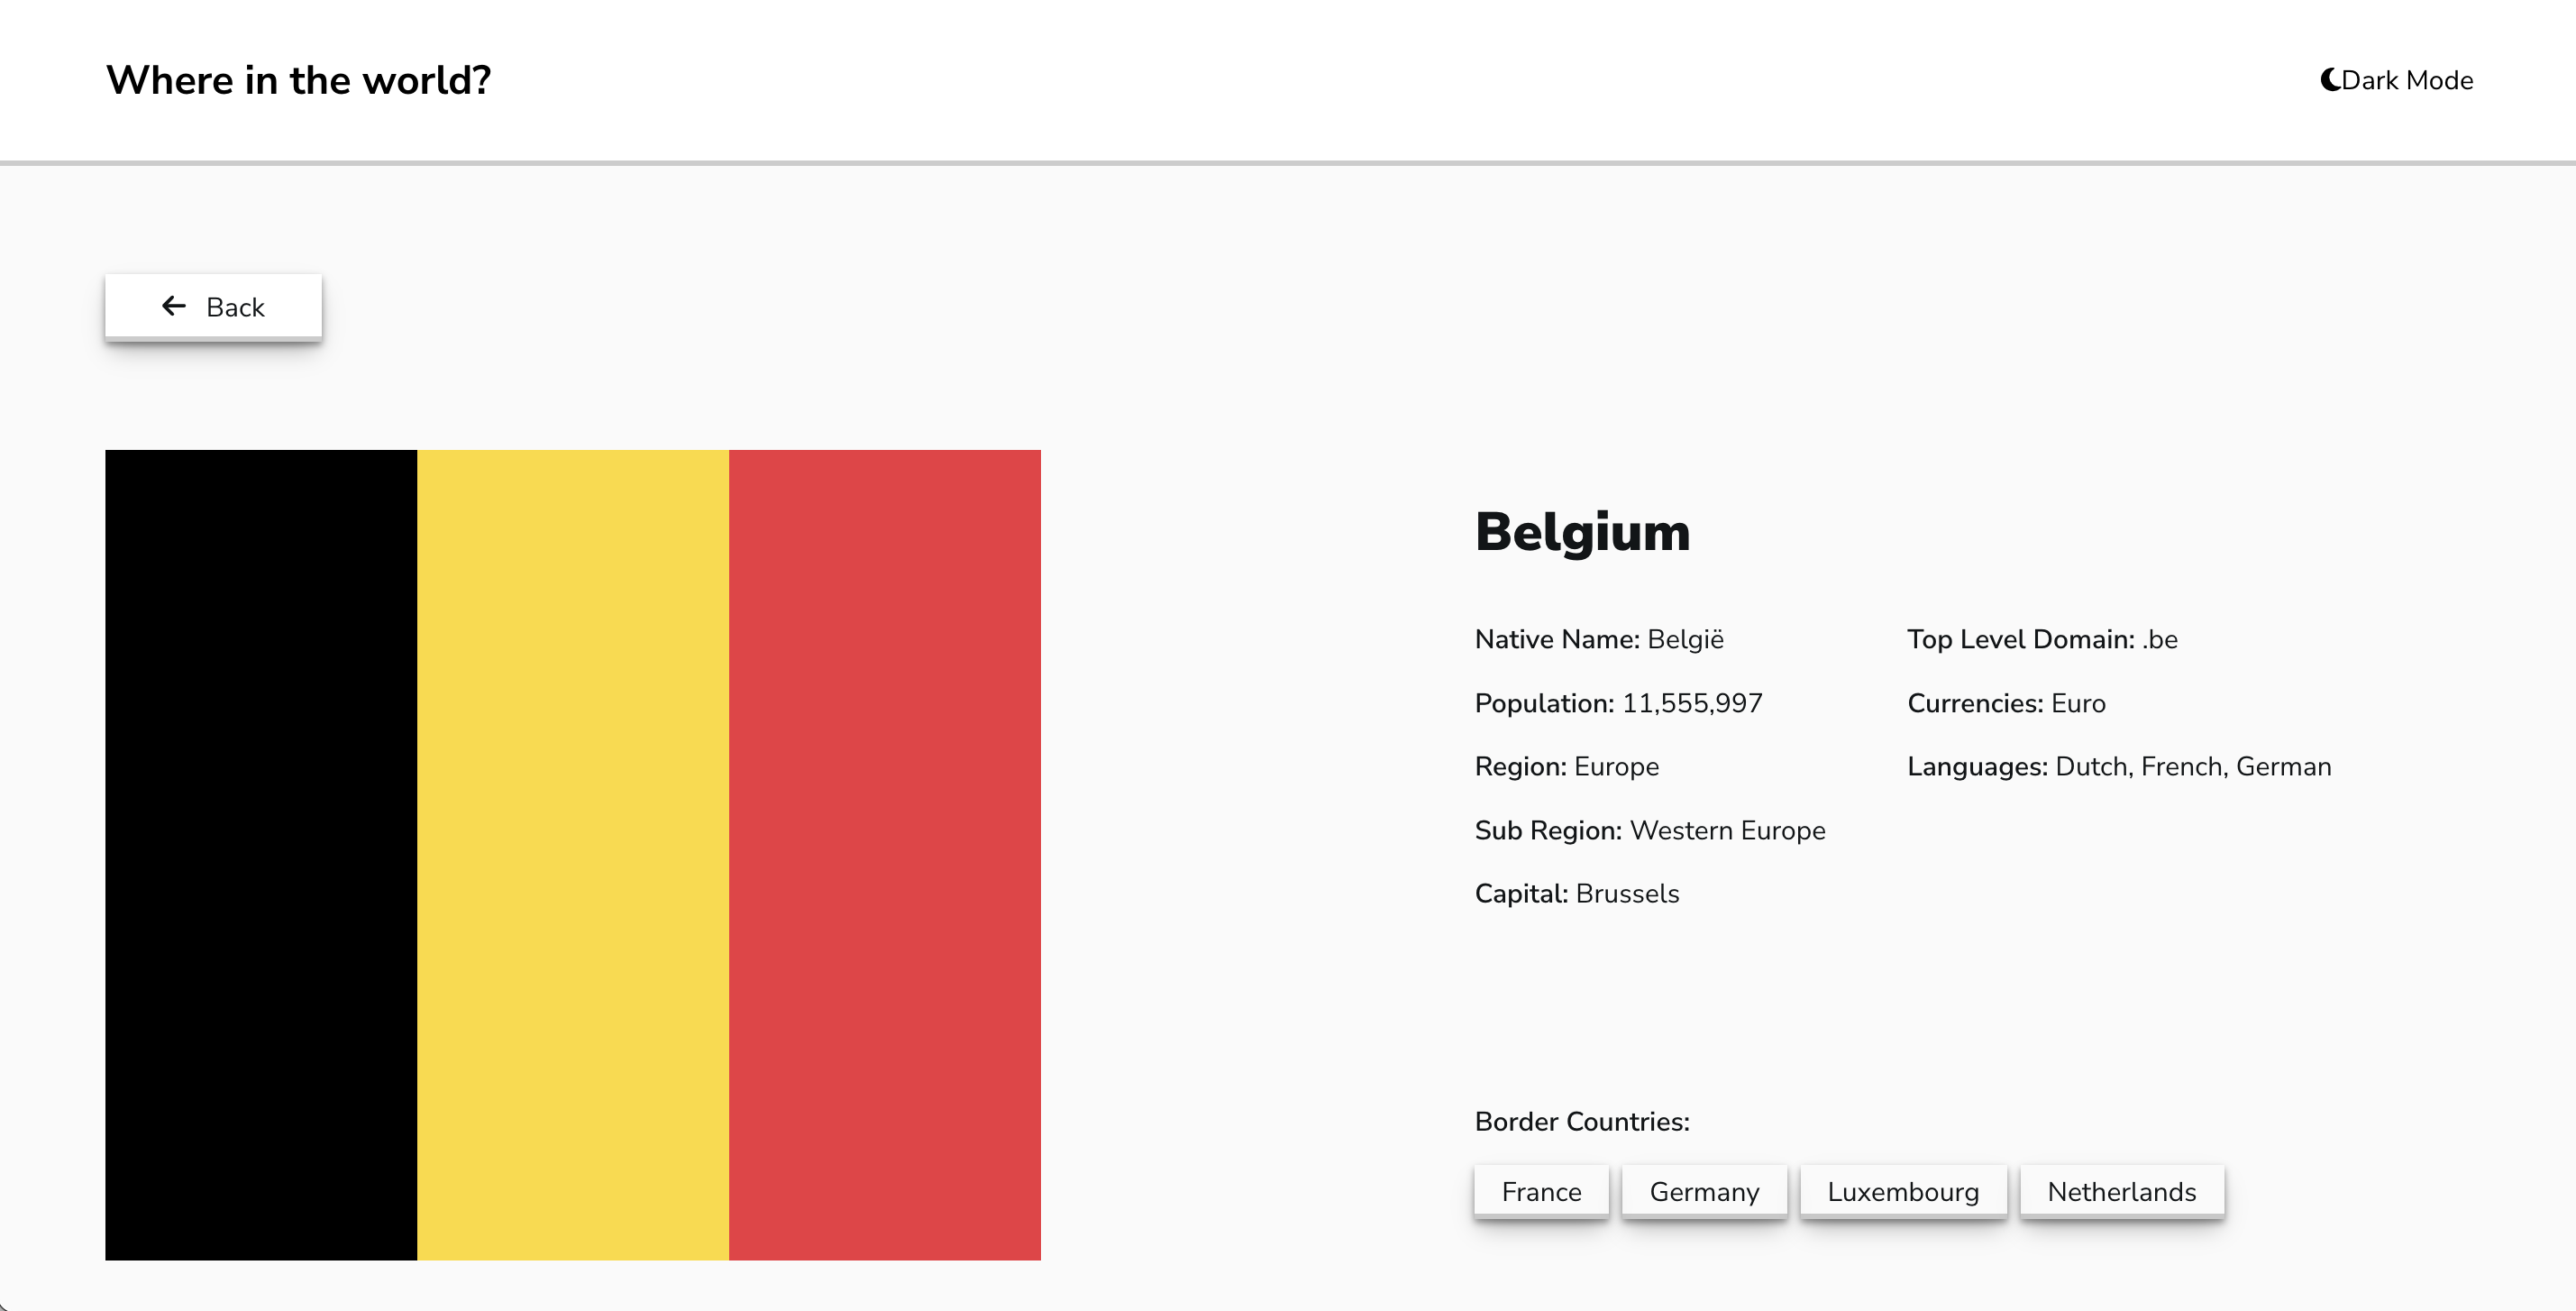 Where in the world?
Dark Mode
Back
Belgium
Native Name: België
Population: 11,555,997
Region: Europe
Sub Region: Western Europe
Capital: Brussels
Top Level Domain: .be
Currencies: Euro
Languages: Dutch, French, German
Border Countries:
France Germany Luxembourg Netherlands